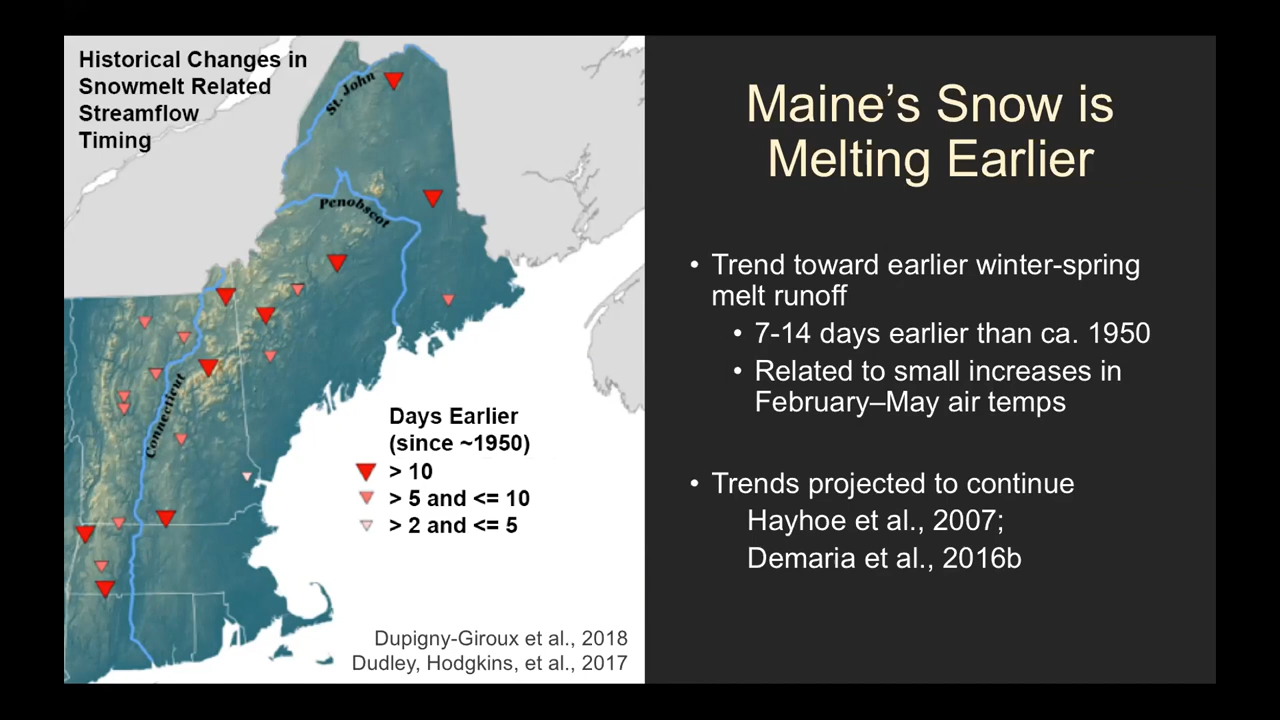 Historical Changes in
Snowmelt Related
Streamflow
Timing
St. John
Penobscot
Connecticut
Days Earlier
(since ~1950)
> 10
> 5 and <= 10
> 2 and <= 5
Dupigny-Giroux et al., 2018
Dudley, Hodgkins, et al., 2017
Maine’s Snow is
Melting Earlier
• Trend toward earlier winter-spring
melt runoff
• 7-14 days earlier than ca. 1950
• Related to small increases in
February–May air temps
• Trends projected to continue
Hayhoe et al., 2007;
Demaria et al., 2016b